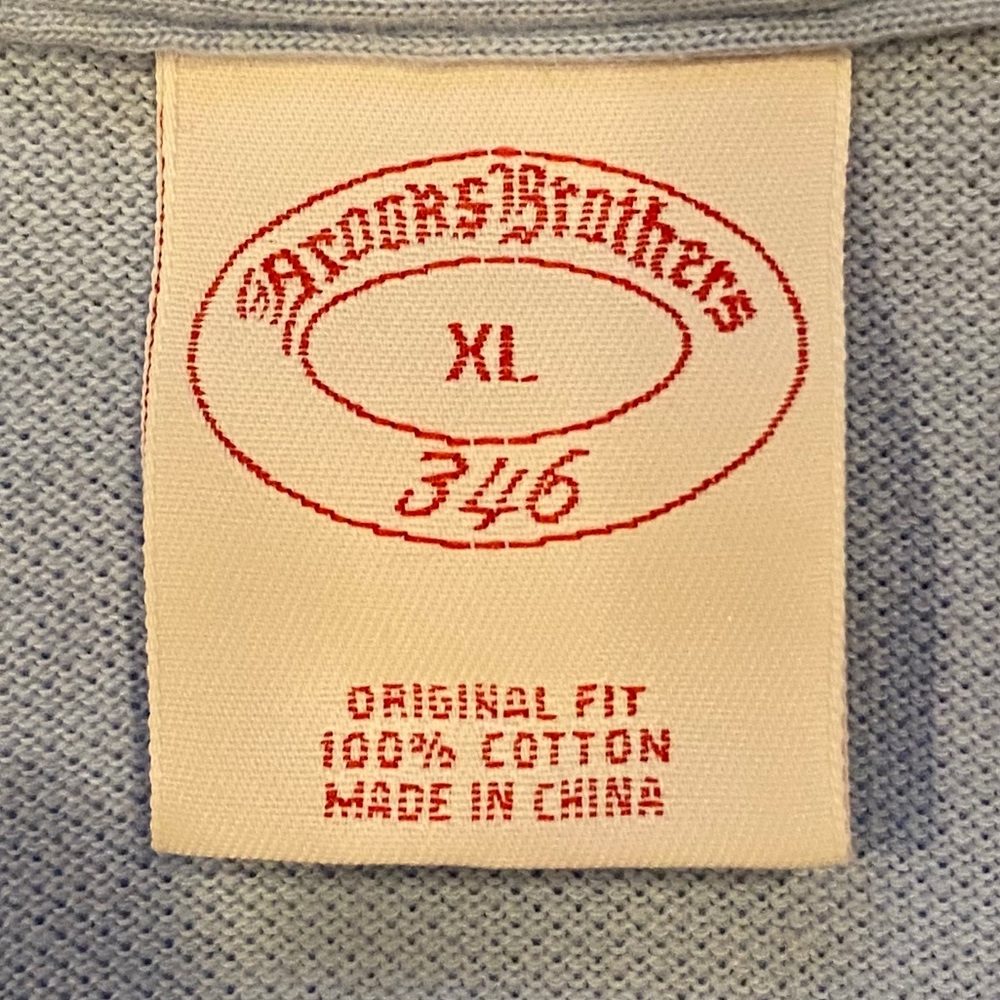 Brooks Brothers
XL
346
ORIGINAL FIT
100% COTTON
MADE IN CHINA